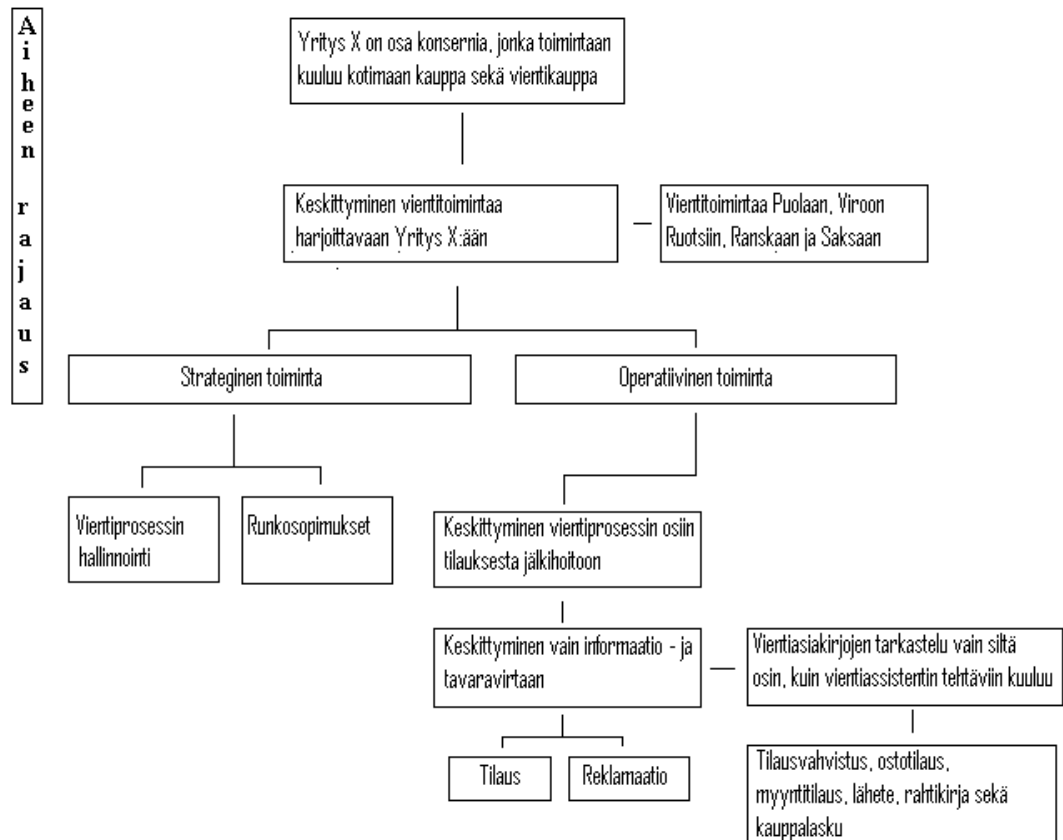 Aiheen rajaus
Yritys X on osa konsernia, jonka toimintaan
kuuluu kotimaan kauppa sekä vientikauppa
Keskittyminen vientitoimintaa
harjoittavaan Yritys X:ään
Vientitoimintaa Puolaan, Viroon
Ruotsiin, Ranskaan ja Saksaan
Strateginen toiminta
Operatiivinen toiminta
Vientiprosessin
hallinnointi
Runkosopimukset
Keskittyminen vientiprosessin osiin
tilauksesta jälkihoitoon
Keskittyminen vain informaatio - ja
tavaravirtaan
Vientiasiakirjojen tarkastelu vain siltä
osin, kuin vientiassistentin tehtäviin kuuluu
Tilaus
Reklamaatio
Tilausvahvistus, ostotilaus,
myyntitilaus, lähete, rahtikirja sekä
kauppalasku